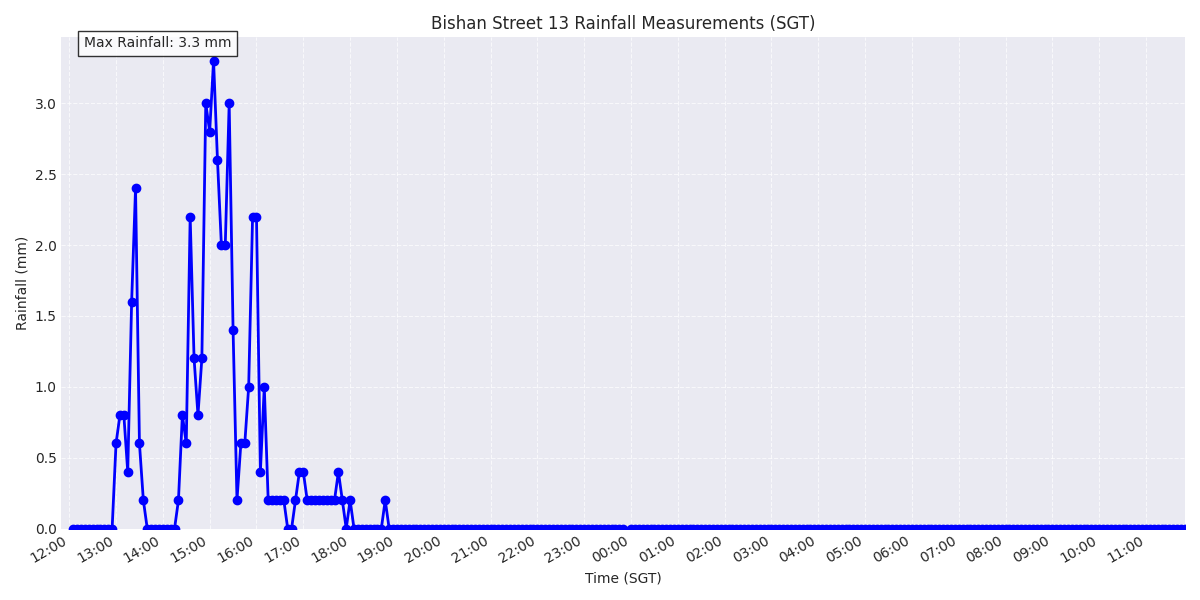 Bishan Street 13 Rainfall Measurements (SGT)
Max Rainfall: 3.3 mm
Rainfall (mm)
3.0
2.5
2.0
1.5
1.0
0.5
0.0
12:00 13:00 14:00 15:00 16:00 17:00 18:00 19:00 20:00 21:00 22:00 23:00 00:00 01:00 02:00 03:00 04:00 05:00 06:00 07:00 08:00 09:00 10:00 11:00
Time (SGT)